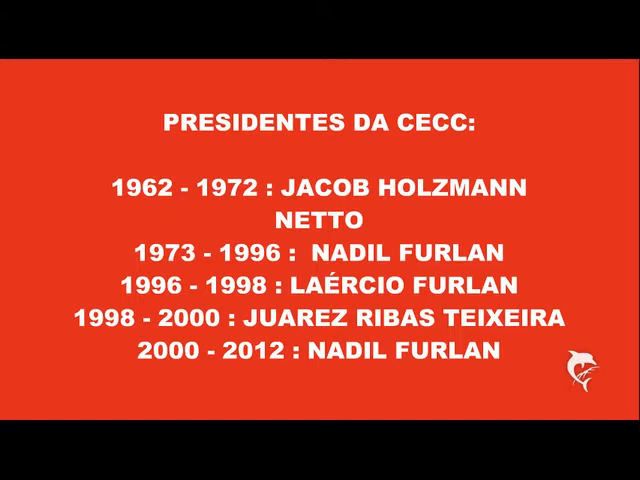 PRESIDENTES DA CECC:
1962 - 1972 : JACOB HOLZMANN
NETTO
1973 - 1996 :  NADIL FURLAN
1996 - 1998 : LAÉRCIO FURLAN
1998 - 2000 : JUAREZ RIBAS TEIXEIRA
2000 - 2012 : NADIL FURLAN